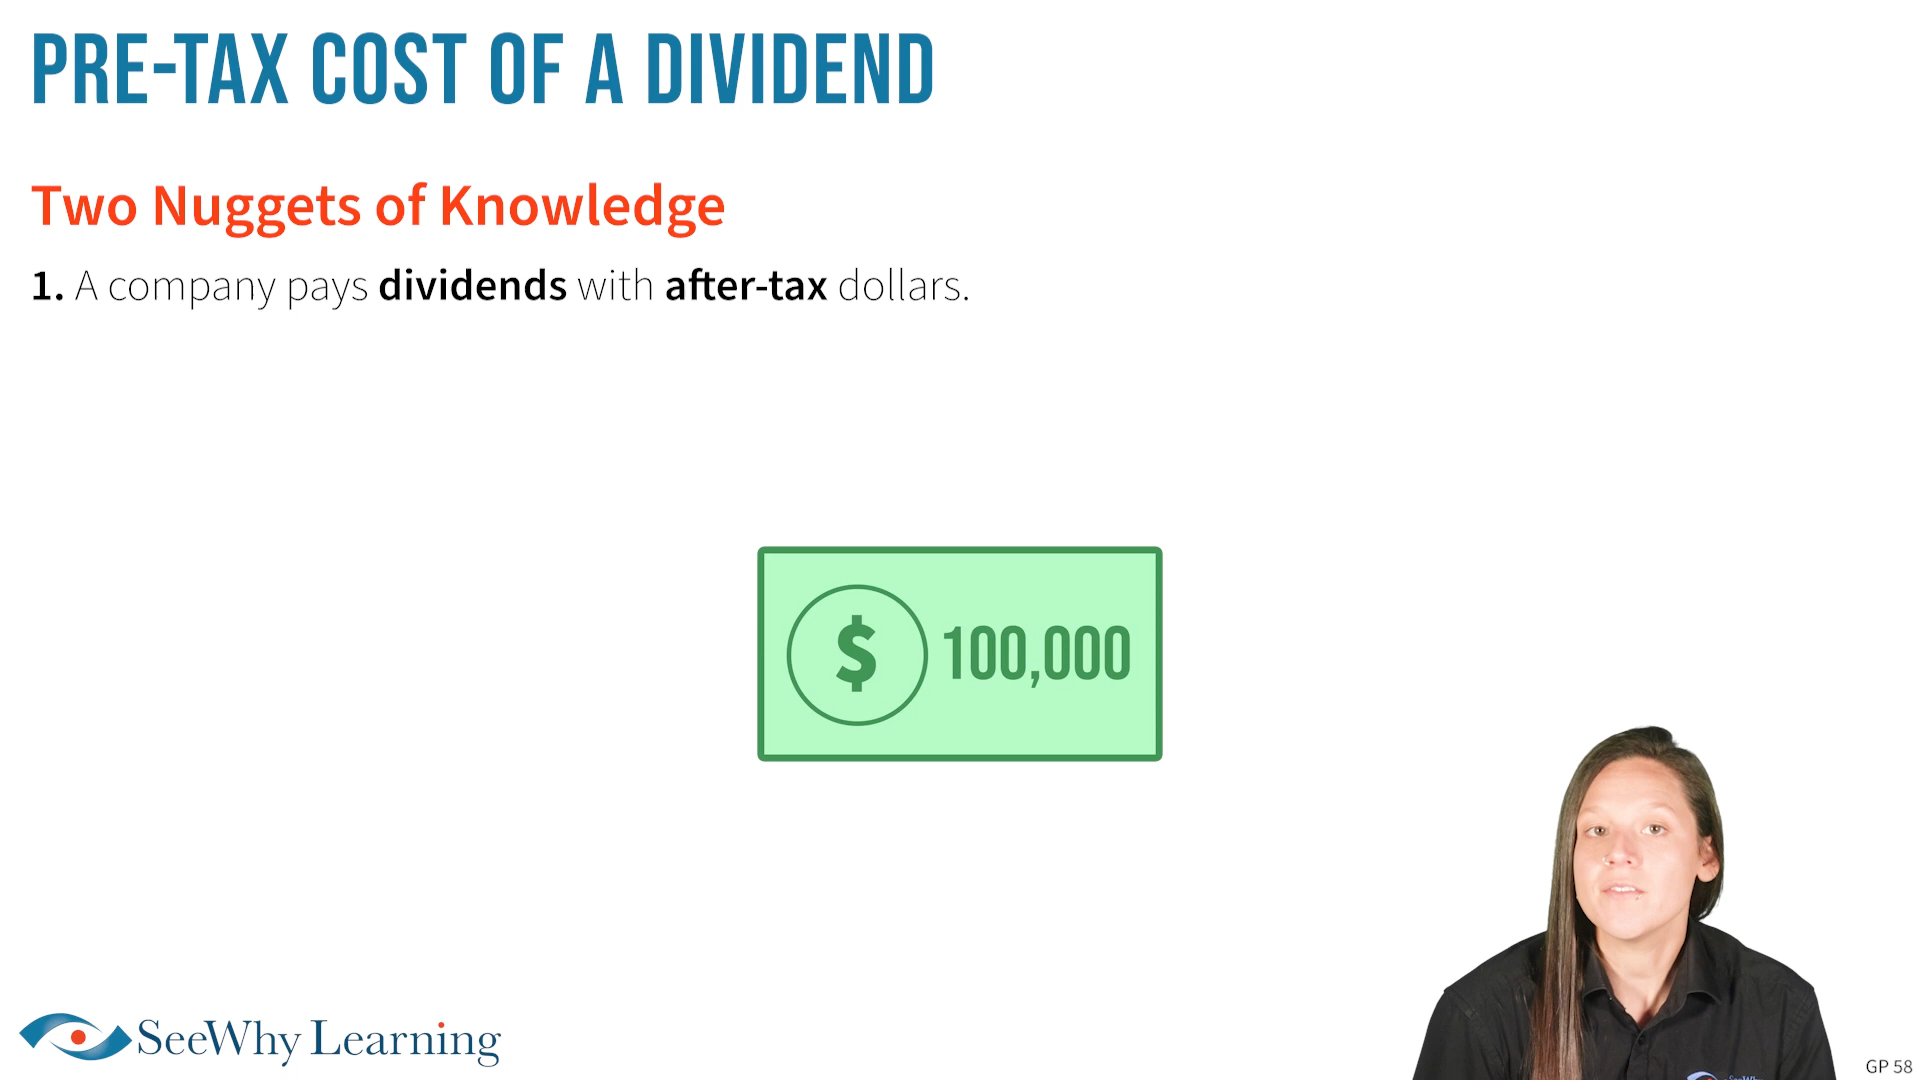 PRE-TAX COST OF A DIVIDEND
Two Nuggets of Knowledge
1. A company pays dividends with after-tax dollars.
$ 100,000
SeeWhy Learning
GP 58